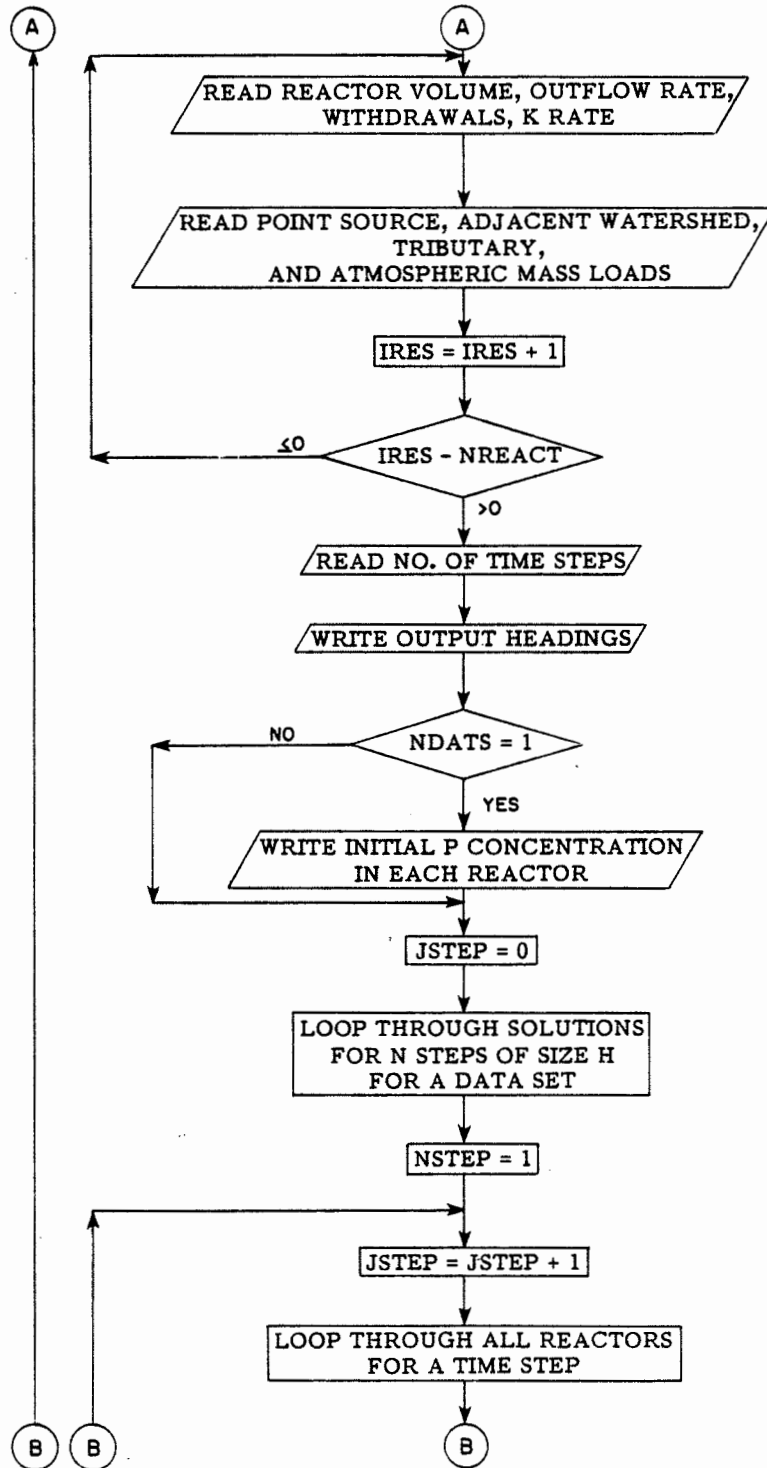 A
A
READ REACTOR VOLUME, OUTFLOW RATE,
WITHDRAWALS, K RATE
READ POINT SOURCE, ADJACENT WATERSHED,
TRIBUTARY,
AND ATMOSPHERIC MASS LOADS
IRES = IRES + 1
≤0
IRES - NREACT
>0
READ NO. OF TIME STEPS
WRITE OUTPUT HEADINGS
NO
NDATS = 1
YES
WRITE INITIAL P CONCENTRATION
IN EACH REACTOR
JSTEP = 0
LOOP THROUGH SOLUTIONS
FOR N STEPS OF SIZE H
FOR A DATA SET
NSTEP = 1
JSTEP = JSTEP + 1
LOOP THROUGH ALL REACTORS
FOR A TIME STEP
B
B
B